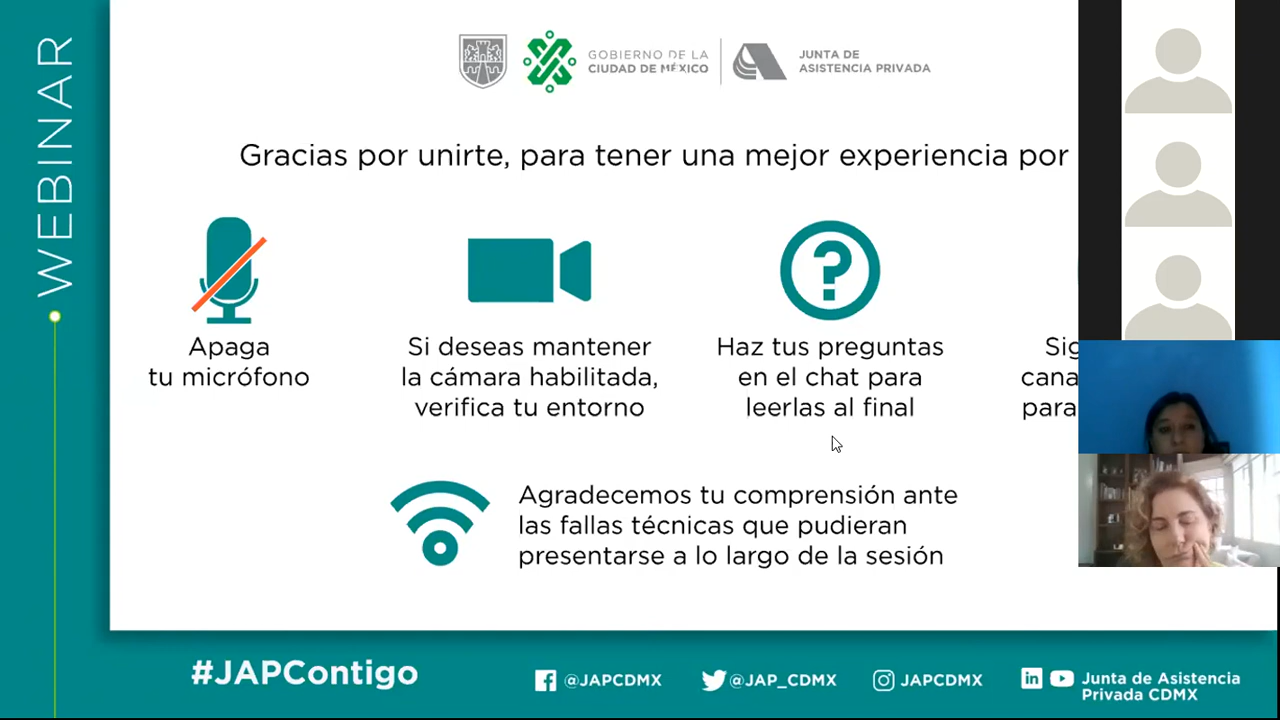 WEBINAR
GOBIERNO DE LA
CIUDAD DE MÉXICO
JUNTA DE
ASISTENCIA PRIVADA
Gracias por unirte, para tener una mejor experiencia por
Apaga
tu micrófono
Si deseas mantener
la cámara habilitada,
verifica tu entorno
?
Haz tus preguntas
en el chat para
leerlas al final
Sig
cana
para
Agradecemos tu comprensión ante
las fallas técnicas que pudieran
presentarse a lo largo de la sesión
#JAPContigo
@JAPCDMX
@JAP_CDMX
JAPCDMX
Junta de Asistencia
Privada CDMX